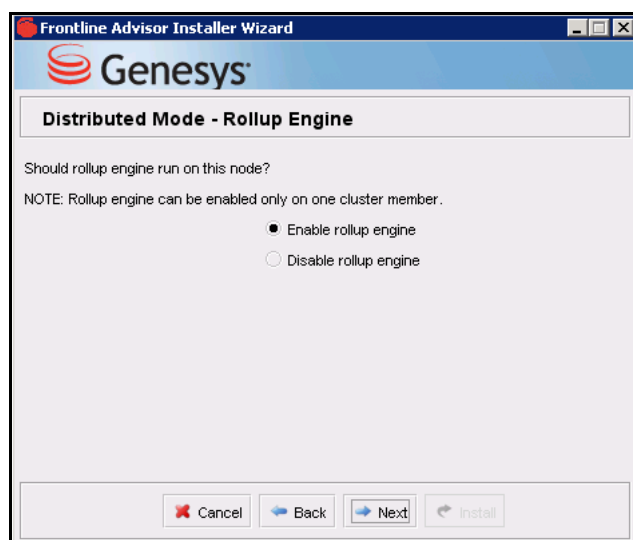 Frontline Advisor Installer Wizard
Genesys
Distributed Mode - Rollup Engine
Should rollup engine run on this node?
NOTE: Rollup engine can be enabled only on one cluster member.
Enable rollup engine
Disable rollup engine
Cancel
Back
Next
Install